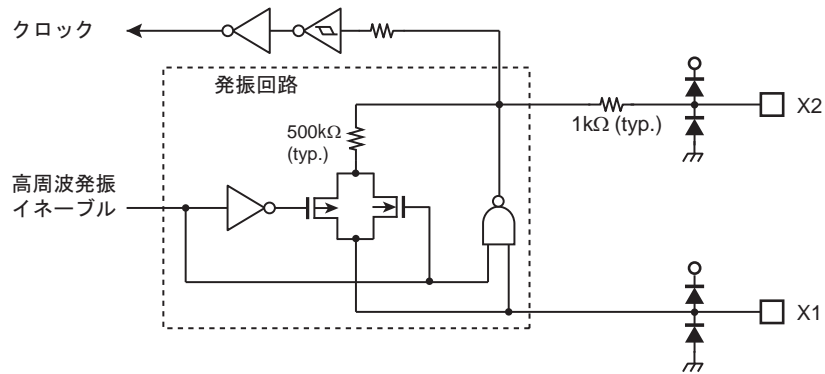 クロック
発振回路
500kΩ
(typ.)
1kΩ (typ.)
X2
高周波発振
イネーブル
X1